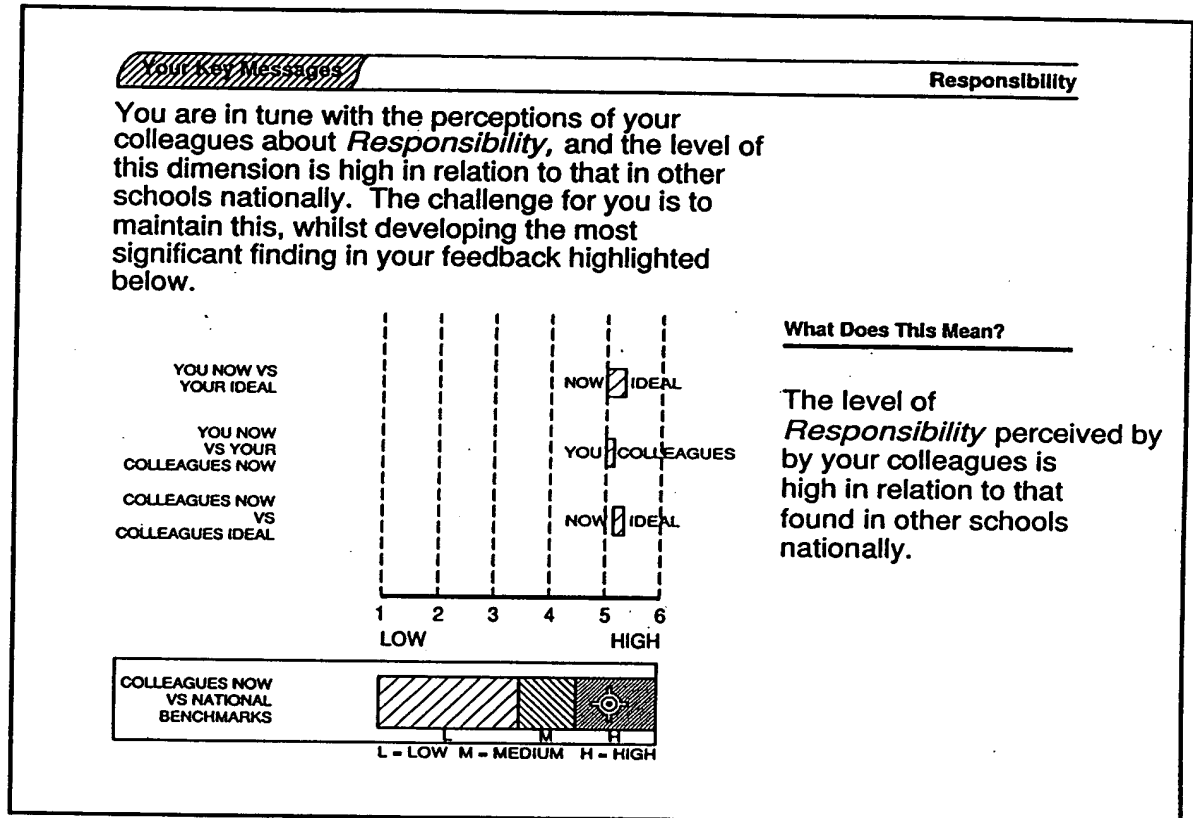 Your Key Messages
Responsibility
You are in tune with the perceptions of your
colleagues about Responsibility, and the level of
this dimension is high in relation to that in other
schools nationally. The challenge for you is to
maintain this, whilst developing the most
significant finding in your feedback highlighted
below.
What Does This Mean?
The level of
Responsibility perceived by
by your colleagues is
high in relation to that
found in other schools
nationally.
YOU NOW VS
YOUR IDEAL
NOW IDEAL
YOU NOW
VS YOUR
COLLEAGUES NOW
YOU COLLEAGUES
COLLEAGUES NOW
VS
COLLEAGUES IDEAL
NOW IDEAL
1 2 3 4 5 6
LOW HIGH
COLLEAGUES NOW
VS NATIONAL
BENCHMARKS
L M H
L - LOW M - MEDIUM H - HIGH